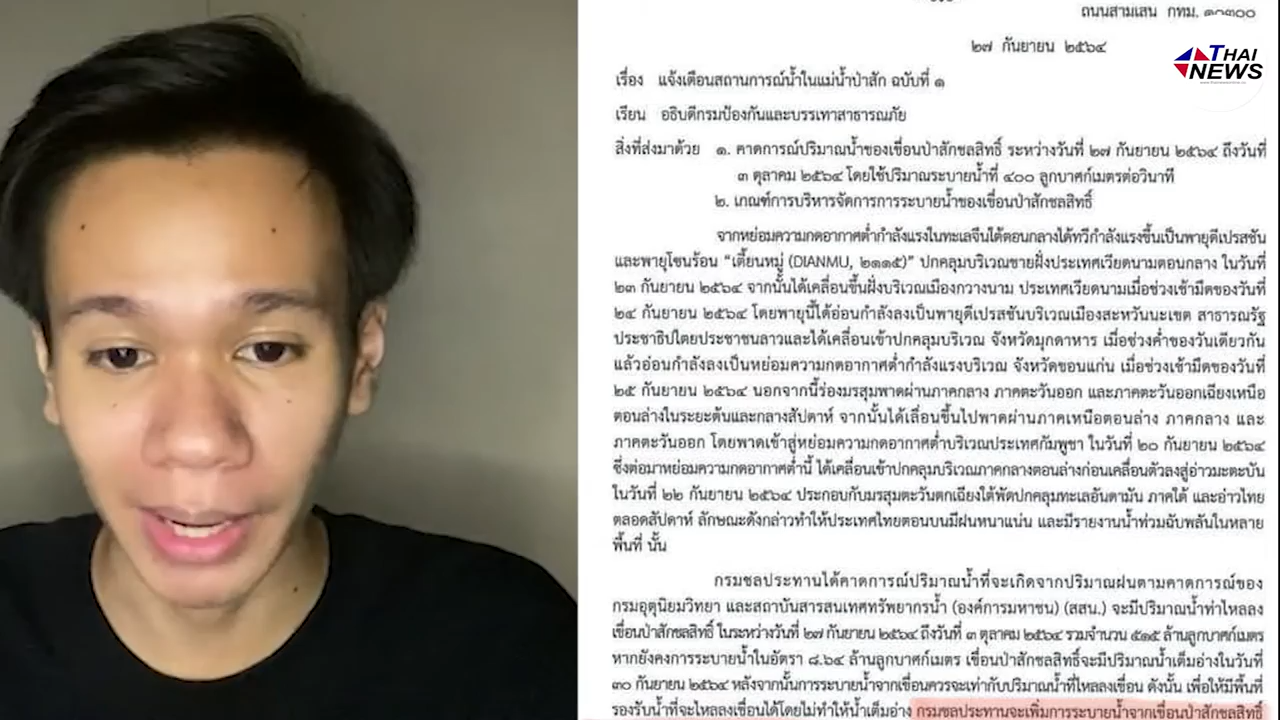 ถนนสามเสน กทม. ๑๐๓๐๐
๒๗ กันยายน ๒๕๖๔
THAI
NEWS
เรื่อง แจ้งเตือนสถานการณ์น้ำในแม่น้ำป่าสัก ฉบับที่ ๑
เรียน อธิบดีกรมป้องกันและบรรเทาสาธารณภัย
สิ่งที่ส่งมาด้วย ๑. คาดการณ์ปริมาณน้ำของเขื่อนป่าสักชลสิทธิ์ ระหว่างวันที่ ๒๗ กันยายน ๒๕๖๔ ถึงวันที่
๓ ตุลาคม ๒๕๖๔ โดยใช้ปริมาณระบายน้ำที่ ๔๐๐ ลูกบาศก์เมตรต่อวินาที
๒. เกณฑ์การบริหารจัดการการระบายน้ำของเขื่อนป่าสักชลสิทธิ์
จากหย่อมความกดอากาศต่ำกำลังแรงในทะเลจีนใต้ตอนกลางได้ทวีกำลังแรงขึ้นเป็นพายุดีเปรสชัน
และพายุโซนร้อน "เตี้ยนหมู่ (DIANMU, ๒๑๑๕)" ปกคลุมบริเวณชายฝั่งประเทศเวียดนามตอนกลาง ในวันที่
๒๓ กันยายน ๒๕๖๔ จากนั้นได้เคลื่อนขึ้นฝั่งบริเวณเมืองกวางนาม ประเทศเวียดนามเมื่อช่วงเช้ามืดของวันที่
๒๔ กันยายน ๒๕๖๔ โดยพายุนี้ได้อ่อนกำลังลงเป็นพายุดีเปรสชันบริเวณเมืองสะหวันนะเขต สาธารณรัฐ
ประชาธิปไตยประชาชนลาวและได้เคลื่อนเข้าปกคลุมบริเวณ จังหวัดมุกดาหาร เมื่อช่วงค่ำของวันเดียวกัน
แล้วอ่อนกำลังลงเป็นหย่อมความกดอากาศต่ำกำลังแรงบริเวณ จังหวัดขอนแก่น เมื่อช่วงเช้ามืดของวันที่
๒๕ กันยายน ๒๕๖๔ นอกจากนี้ร่องมรสุมพาดผ่านภาคกลาง ภาคตะวันออก และภาคตะวันออกเฉียงเหนือ
ตอนล่างในระยะต้นและกลางสัปดาห์ จากนั้นได้เลื่อนขึ้นไปพาดผ่านภาคเหนือตอนล่าง ภาคกลาง และ
ภาคตะวันออก โดยพาดเข้าสู่หย่อมความกดอากาศต่ำบริเวณประเทศกัมพูชา ในวันที่ ๒๐ กันยายน ๒๕๖๔
ซึ่งต่อมาหย่อมความกดอากาศต่ำนี้ ได้เคลื่อนเข้าปกคลุมบริเวณภาคกลางตอนล่างก่อนเคลื่อนตัวลงสู่อ่าวมะตะบัน
ในวันที่ ๒๒ กันยายน ๒๕๖๔ ประกอบกับมรสุมตะวันตกเฉียงใต้พัดปกคลุมทะเลอันดามัน ภาคใต้ และอ่าวไทย
ตลอดสัปดาห์ ลักษณะดังกล่าวทำให้ประเทศไทยตอนบนมีฝนหนาแน่น และมีรายงานน้ำท่วมฉับพลันในหลาย
พื้นที่ นั้น
กรมชลประทานได้คาดการณ์ปริมาณน้ำที่จะเกิดจากปริมาณฝนตามคาดการณ์ของ
กรมอุตุนิยมวิทยา และสถาบันสารสนเทศทรัพยากรน้ำ (องค์การมหาชน) (สสน.) จะมีปริมาณน้ำท่าไหลลง
เขื่อนป่าสักชลสิทธิ์ ในระหว่างวันที่ ๒๗ กันยายน ๒๕๖๔ ถึงวันที่ ๓ ตุลาคม ๒๕๖๔ รวมจำนวน ๕๑๕ ล้านลูกบาศก์เมตร
หากยังคงการระบายน้ำในอัตรา ๘.๖๔ ล้านลูกบาศก์เมตร เขื่อนป่าสักชลสิทธิ์จะมีปริมาณน้ำเต็มอ่างในวันที่
๓๐ กันยายน ๒๕๖๔ หลังจากนั้นการระบายน้ำจากเขื่อนควรจะเท่ากับปริมาณน้ำที่ไหลลงเขื่อน ดังนั้น เพื่อให้มีพื้นที่
รองรับน้ำที่จะไหลลงเขื่อนได้โดยไม่ทำให้น้ำเต็มอ่าง กรมชลประทานจะเพิ่มการระบายน้ำจากเขื่อนป่าสักชลสิทธิ์